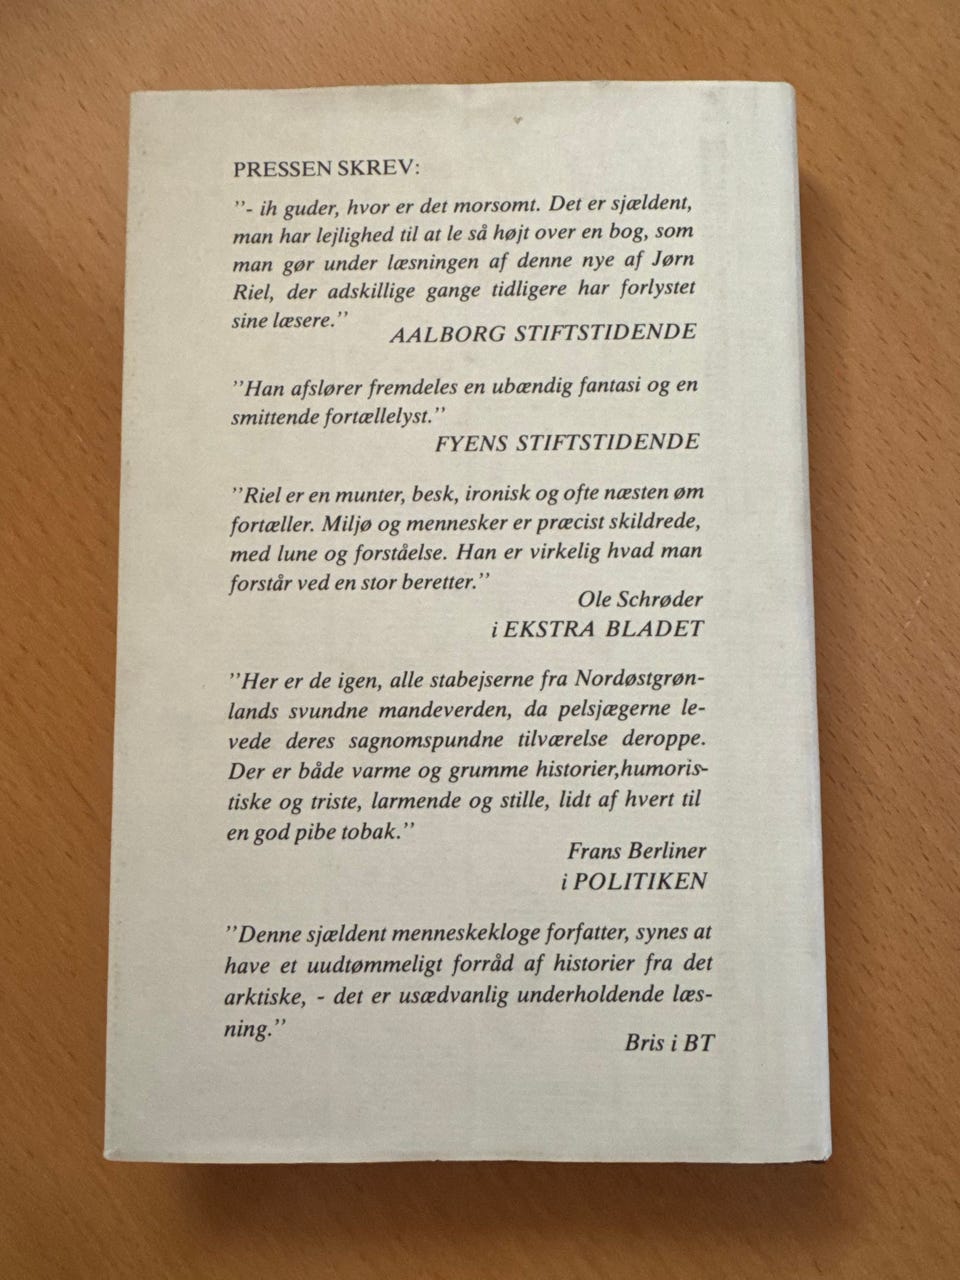 PRESSEN SKREV:
"- ih guder, hvor er det morsomt. Det er sjældent,
man har lejlighed til at le så højt over en bog, som
man gør under læsningen af denne nye af Jørn
Riel, der adskillige gange tidligere har forlystet
sine læsere."
AALBORG STIFTSTIDENDE
"Han afslører fremdeles en ubændig fantasi og en
smittende fortællelyst."
FYENS STIFTSTIDENDE
"Riel er en munter, besk, ironisk og ofte næsten øm
fortæller. Miljø og mennesker er præcist skildrede,
med lune og forståelse. Han er virkelig hvad man
forstår ved en stor beretter."
Ole Schrøder
i EKSTRA BLADET
"Her er de igen, alle stabejserne fra Nordøstgrøn-
lands svundne mandeverden, da pelsjægerne le-
vede deres sagnomspundne tilværelse deroppe.
Der er både varme og grumme historier,humoris-
tiske og triste, larmende og stille, lidt af hvert til
en god pibe tobak."
Frans Berliner
i POLITIKEN
"Denne sjældent menneskekloge forfatter, synes at
have et uudtømmeligt forråd af historier fra det
arktiske, - det er usædvanlig underholdende læs-
ning."
Bris i BT